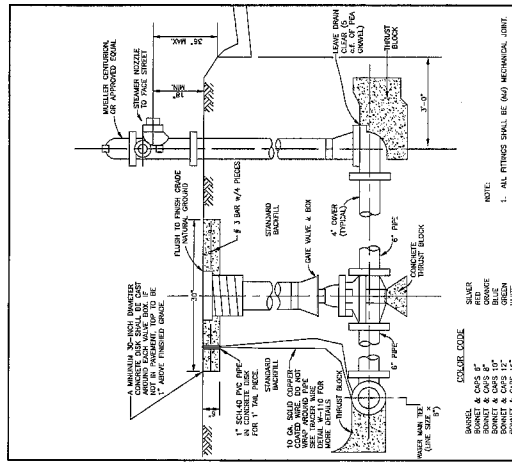 MUELLER CENTURION,
OR APPROVED EQUAL
STEAMER NOZZLE
TO FACE STREET
36" MAX.
18"
MIN.
LEAVE DRAIN
CLEAR (5
c.f. OF PEA
GRAVEL)
THRUST
BLOCK
3'-0"
A MINIMUM 30-INCH DIAMETER
CONCRETE DISK SHALL BE CAST
AROUND EACH VALVE BOX. IF
NOT IN PAVEMENT, TOP TO BE
1" ABOVE FINISHED GRADE.
FLUSH TO FINISH GRADE
NATURAL GROUND
30"
# 3 BAR w/4 PIECES
STANDARD
BACKFILL
GATE VALVE & BOX
4' COVER
(TYPICAL)
6" PIPE
CONCRETE
THRUST BLOCK
6"
1" SCH.40 PVC PIPE
IN CONCRETE DISK
FOR 1' TAIL PIECE.
STANDARD
BACKFILL
10 GA. SOLID COPPER
COATED WIRE. DO NOT
WRAP AROUND PIPE
SEE TRACER WIRE
DETAIL W-110 FOR
MORE DETAILS
THRUST BLOCK
6" PIPE
WATER MAIN TEE
(LINE SIZE x
6")
COLOR CODE
BARREL SILVER
BONNET & CAPS 6" RED
BONNET & CAPS 8" ORANGE
BONNET & CAPS 10" BLUE
BONNET & CAPS 12" GREEN
NOTE:
1. ALL FITTINGS SHALL BE (MJ) MECHANICAL JOINT.